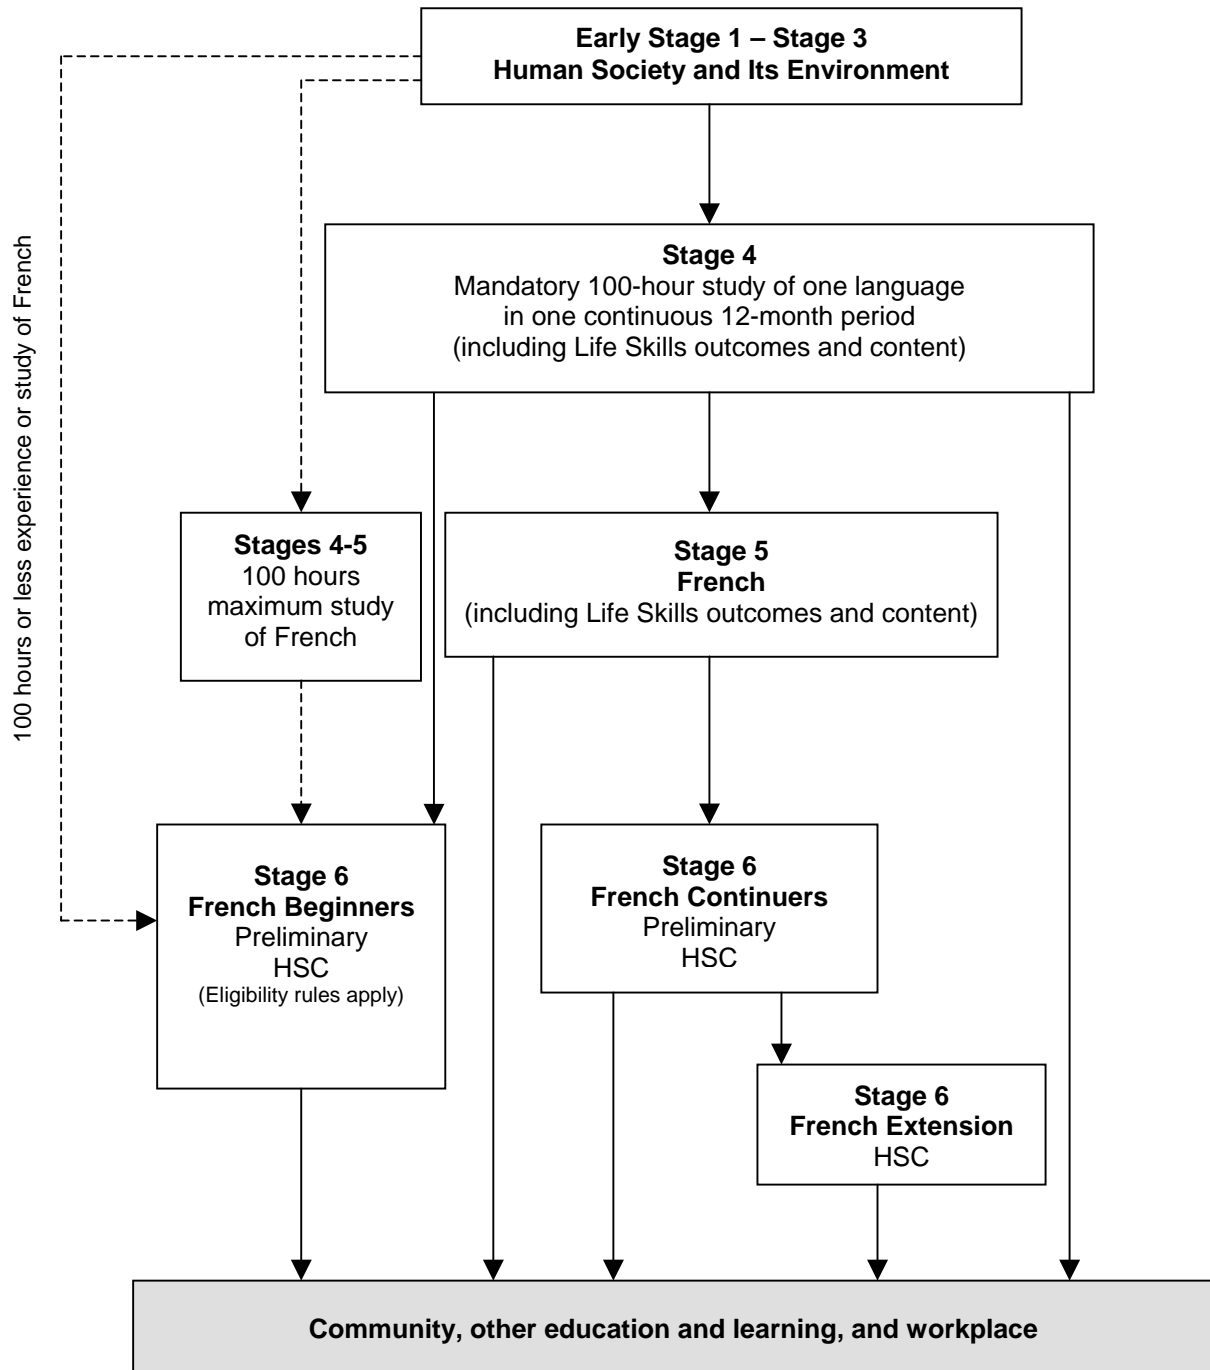 Early Stage 1 – Stage 3
Human Society and Its Environment
100 hours or less experience or study of French
Stage 4
Mandatory 100-hour study of one language
in one continuous 12-month period
(including Life Skills outcomes and content)
Stages 4-5
100 hours
maximum study
of French
Stage 5
French
(including Life Skills outcomes and content)
Stage 6
French Beginners
Preliminary
HSC
(Eligibility rules apply)
Stage 6
French Continuers
Preliminary
HSC
Stage 6
French Extension
HSC
Community, other education and learning, and workplace